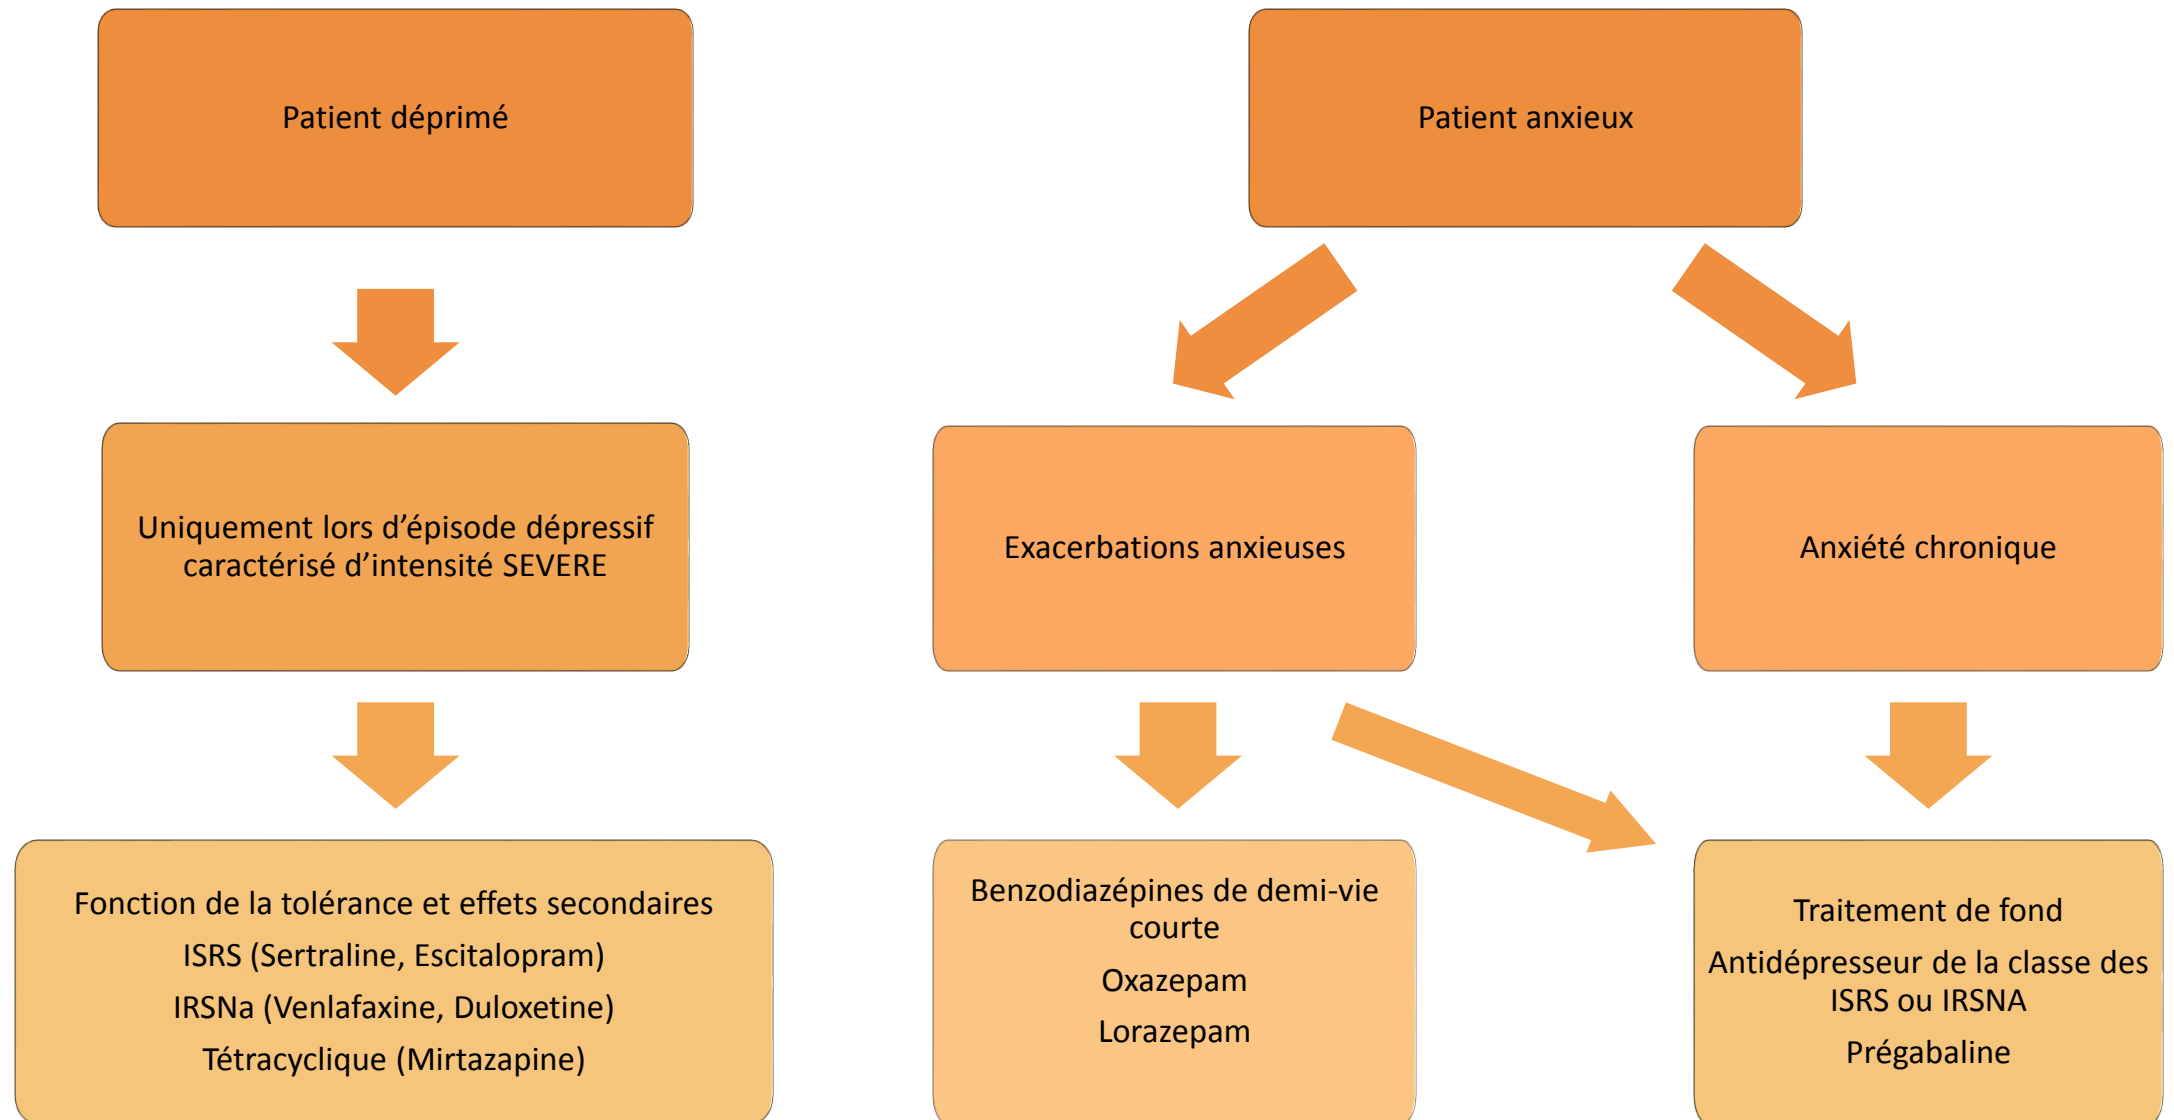 Patient déprimé
Patient anxieux
Uniquement lors d’épisode dépressif
caractérisé d’intensité SEVERE
Exacerbations anxieuses
Anxiété chronique
Fonction de la tolérance et effets secondaires
ISRS (Sertraline, Escitalopram)
IRSNa (Venlafaxine, Duloxetine)
Tétracyclique (Mirtazapine)
Benzodiazépines de demi-vie
courte
Oxazepam
Lorazepam
Traitement de fond
Antidépresseur de la classe des
ISRS ou IRSNA
Prégabaline